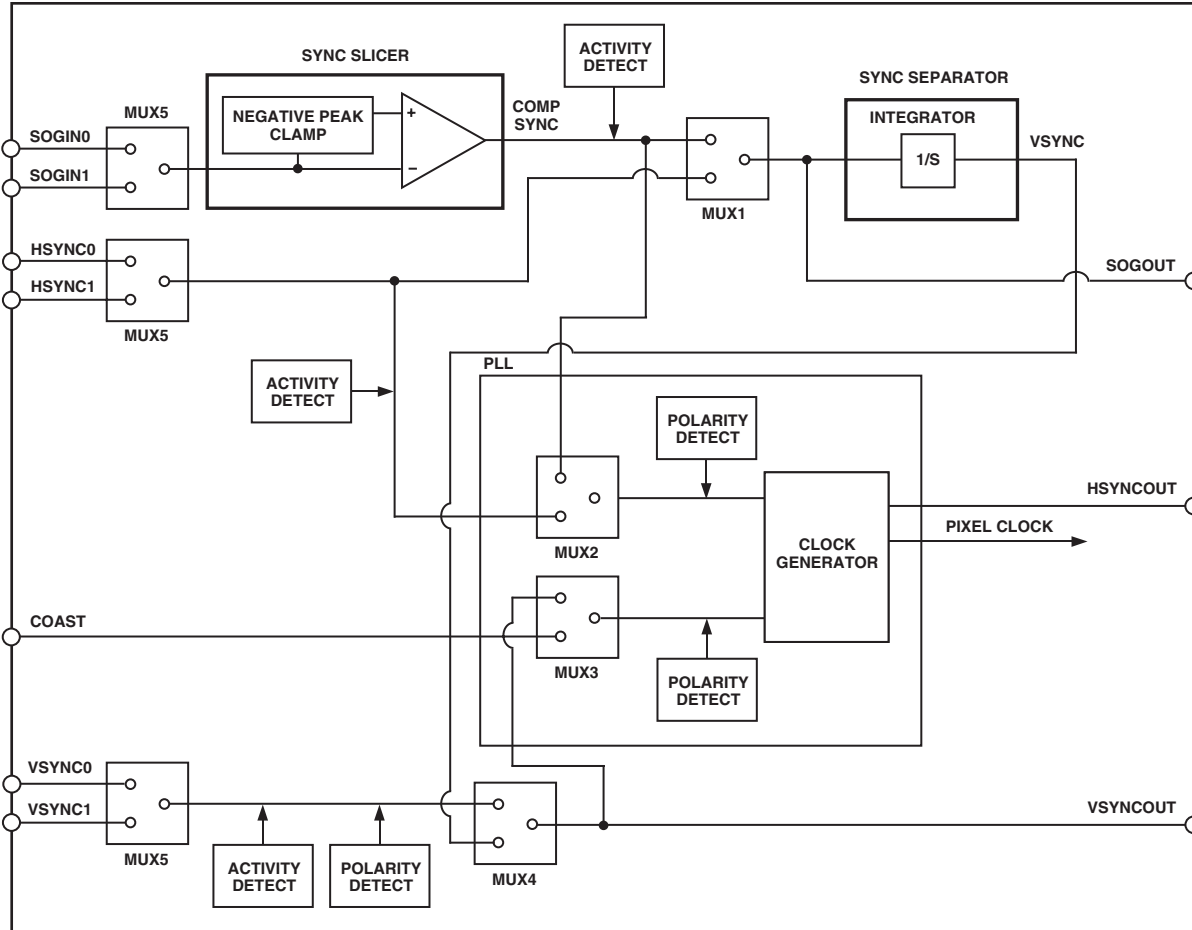 SYNC SLICER
ACTIVITY
DETECT
SYNC SEPARATOR
MUX5
NEGATIVE PEAK
CLAMP
+
−
COMP
SYNC
INTEGRATOR
1/S
VSYNC
SOGIN0
SOGIN1
MUX1
HSYNC0
HSYNC1
MUX5
SOGOUT
PLL
ACTIVITY
DETECT
POLARITY
DETECT
MUX2
CLOCK
GENERATOR
HSYNCOUT
PIXEL CLOCK
COAST
MUX3
POLARITY
DETECT
VSYNC0
VSYNC1
MUX5
ACTIVITY
DETECT
POLARITY
DETECT
MUX4
VSYNCOUT